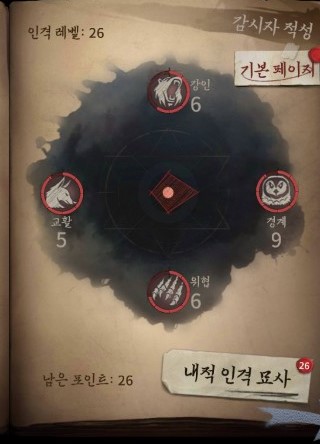 인격 레벨: 26
감시자 적성
기본 페이지
강인
6
교활
5
경계
9
위협
6
남은 포인트: 26
내적 인격 묘사
26